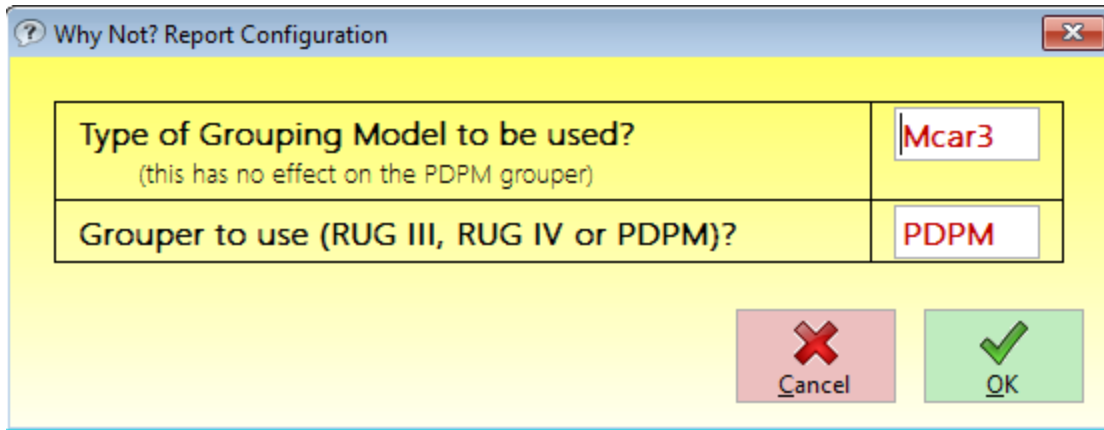 Why Not? Report Configuration
Type of Grouping Model to be used?
Mcar3
(this has no effect on the PDPM grouper)
Grouper to use (RUG III, RUG IV or PDPM)?
PDPM
Cancel
OK